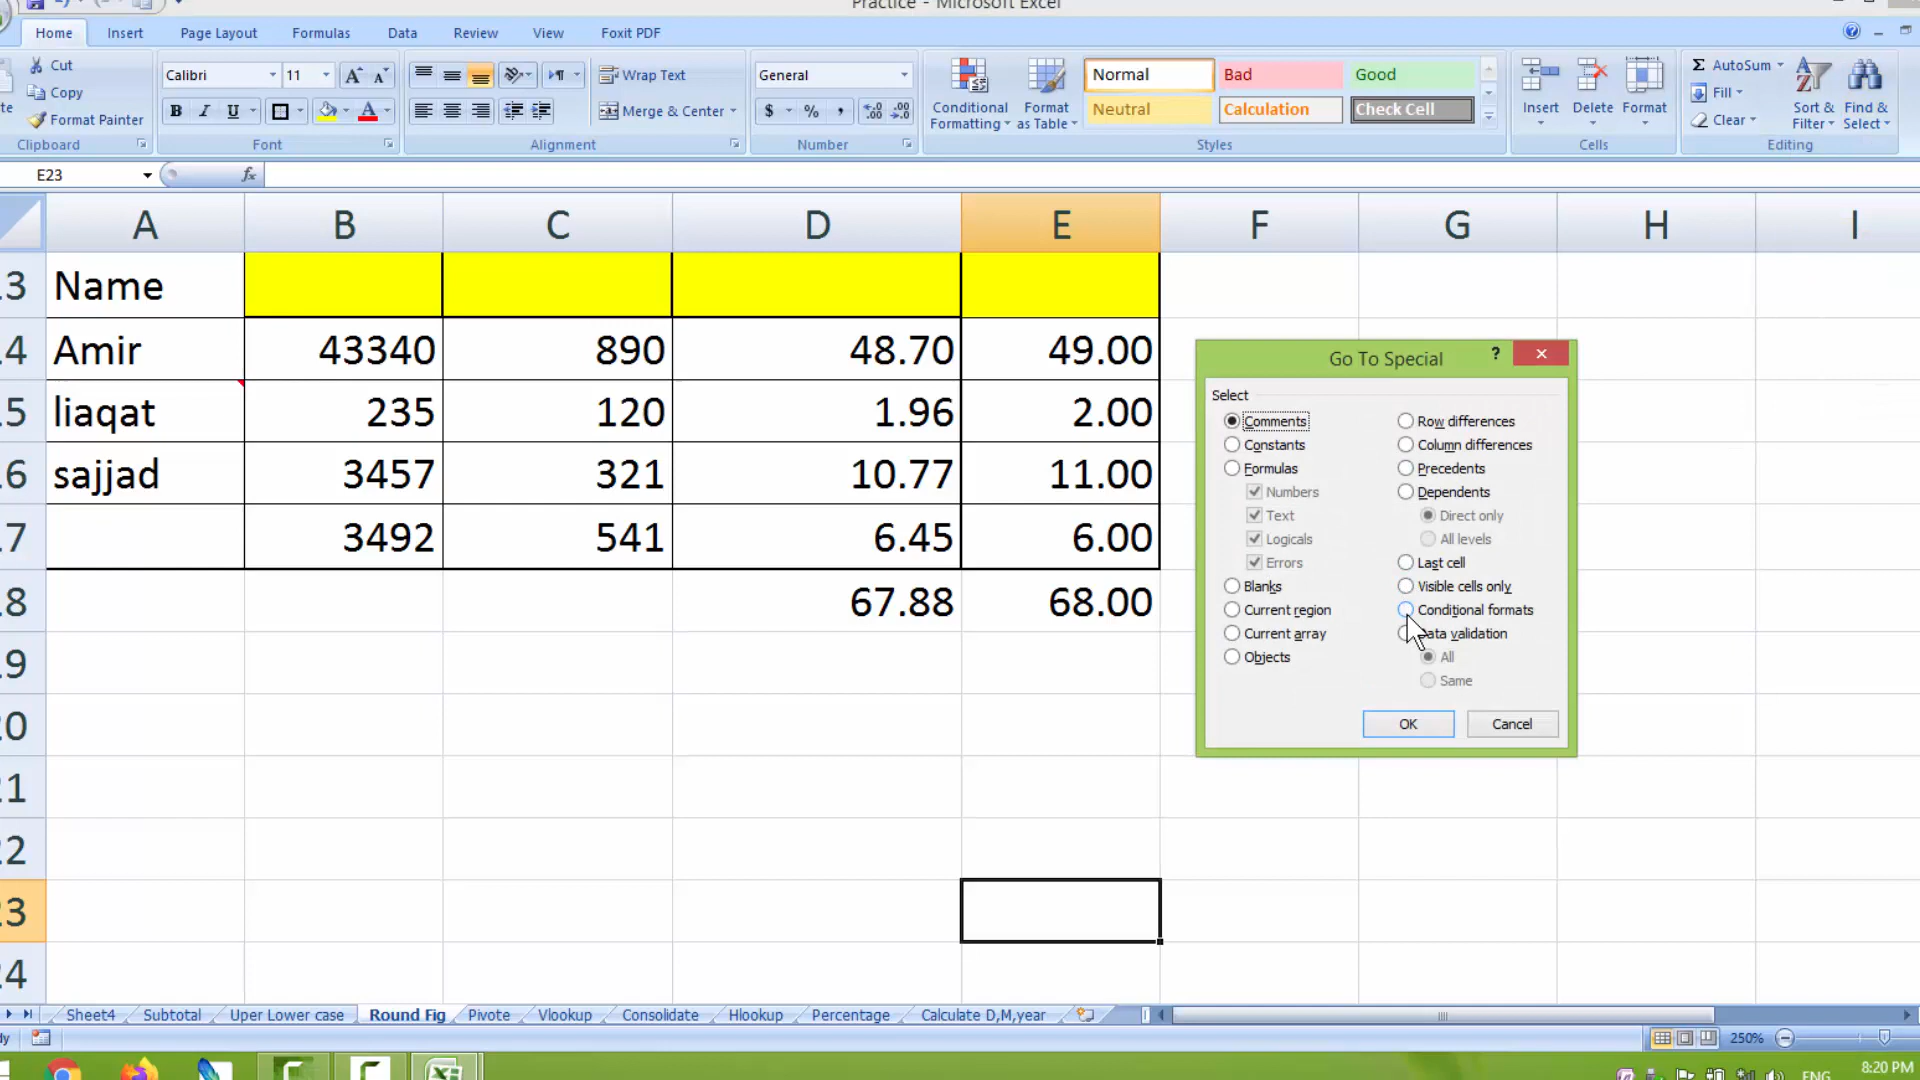 Practice - Microsoft Excel
Home Insert Page Layout Formulas Data Review View Foxit PDF
Cut
Copy
Format Painter
Clipboard
Calibri 11
B I U
Font
Wrap Text
Merge & Center
Alignment
General
$ % ,
Number
Conditional Formatting
Format as Table
Normal Bad Good
Neutral Calculation Check Cell
Styles
Insert Delete Format
Cells
Σ AutoSum
Fill
Clear
Sort & Filter
Find & Select
Editing
E23 fx
A B C D E F G H I
Name
Amir 43340 890 48.70 49.00
liaqat 235 120 1.96 2.00
sajjad 3457 321 10.77 11.00
3492 541 6.45 6.00
67.88 68.00
Go To Special ?
Select
Comments
Constants
Formulas
Numbers
Text
Logicals
Errors
Blanks
Current region
Current array
Objects
Row differences
Column differences
Precedents
Dependents
Direct only
All levels
Last cell
Visible cells only
Conditional formats
validation
All
Same
OK Cancel
Sheet4 Subtotal Uper Lower case Round Fig Pivote Vlookup Consolidate Hlookup Percentage Calculate D,M,year
250%
ENG 8:20 PM